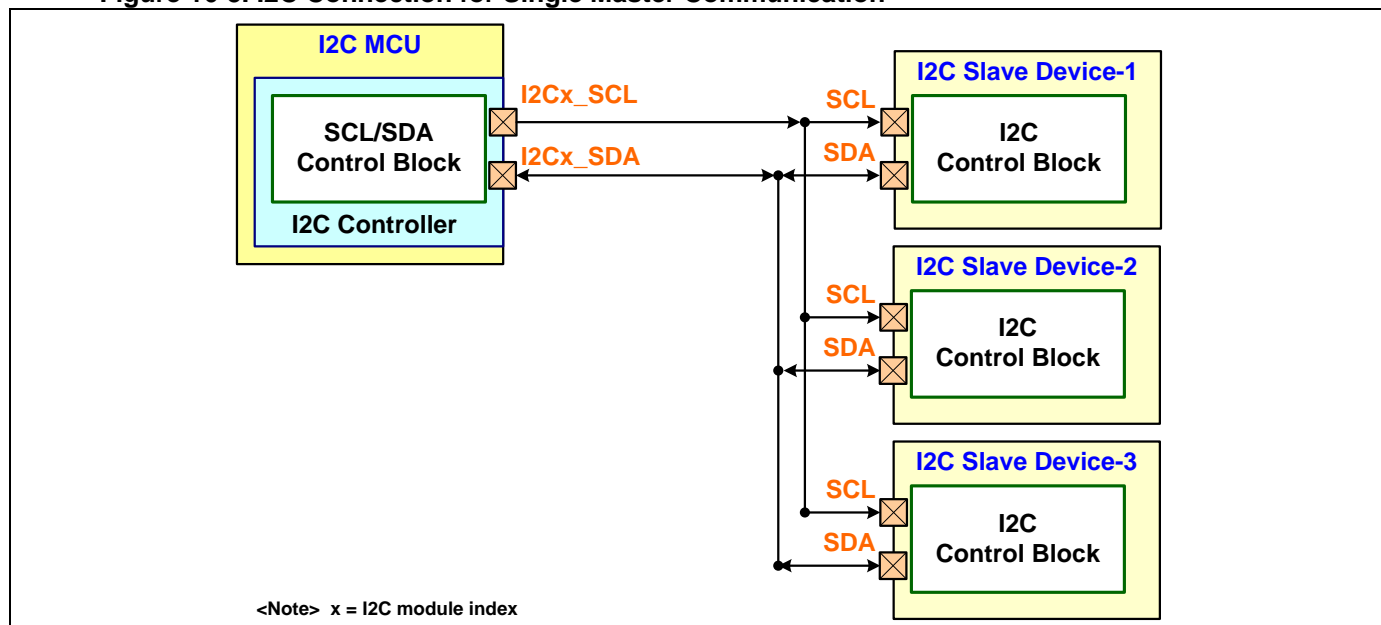 I2C MCU
I2Cx_SCL
SCL/SDA
Control Block
I2Cx_SDA
I2C Controller
I2C Slave Device-1
SCL
I2C
Control Block
SDA
I2C Slave Device-2
SCL
I2C
Control Block
SDA
I2C Slave Device-3
SCL
I2C
Control Block
SDA
<Note> x = I2C module index